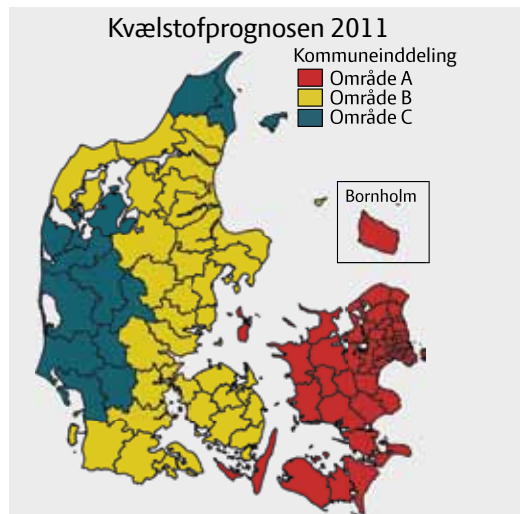 Kvælstofprognosen 2011
Kommuneinddeling
Område A
Område B
Område C
Bornholm